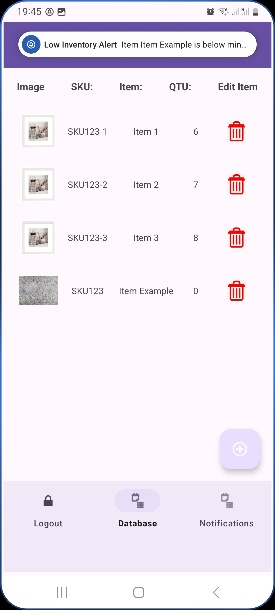 19:45
Low Inventory Alert Item Item Example is below min...
Image SKU: Item: QTU: Edit Item
SKU123-1 Item 1 6
SKU123-2 Item 2 7
SKU123-3 Item 3 8
SKU123 Item Example 0
Logout Database Notifications